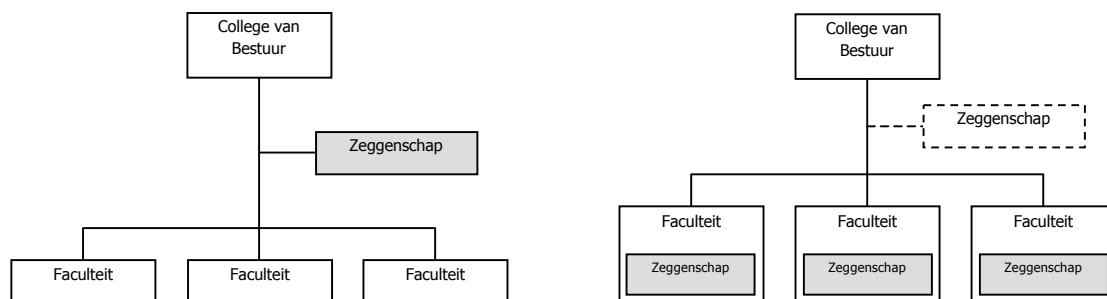 College van
Bestuur
Zeggenschap
Faculteit
Faculteit
Faculteit
College van
Bestuur
Zeggenschap
Faculteit
Faculteit
Faculteit
Zeggenschap
Zeggenschap
Zeggenschap